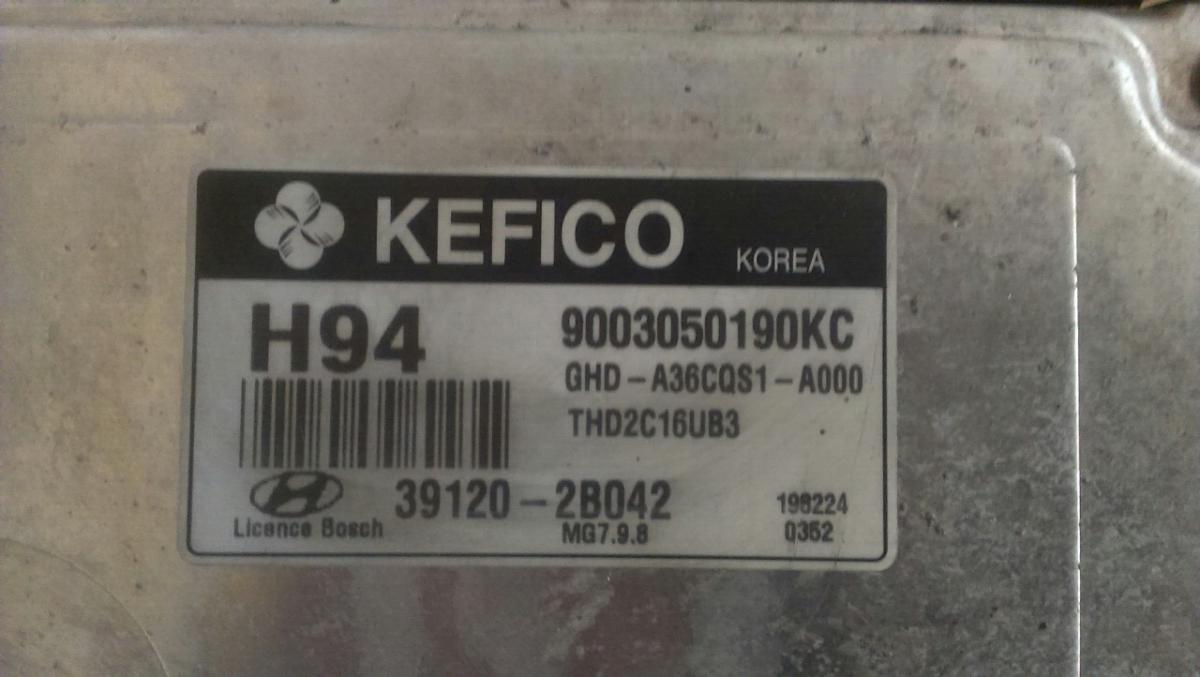 KEFICO KOREA
H94 9003050190KC
GHD-A36CQS1-A000
THD2C16UB3
39120-2B042 198224
Licence Bosch MG7.9.8 0352